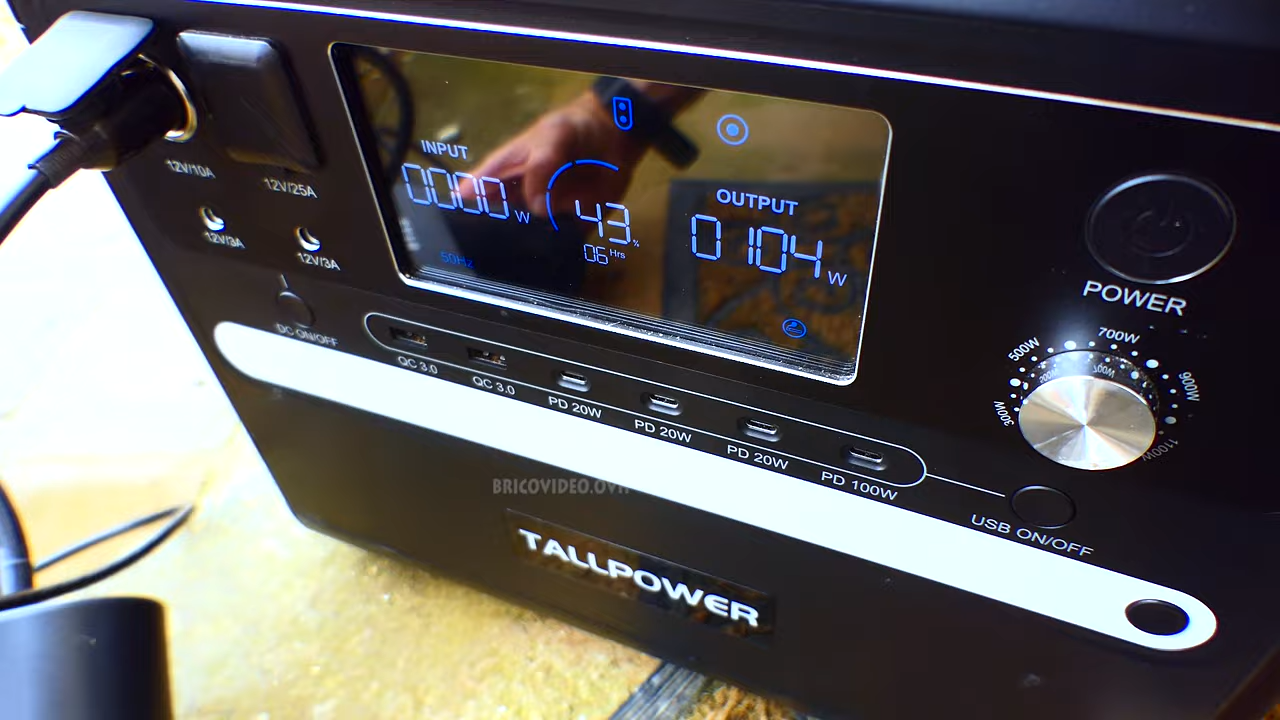 INPUT
0000 W
43 %
06 Hrs
50Hz
OUTPUT
0104 W
12V/10A
12V/25A
12V/3A
12V/3A
DC ON/OFF
QC 3.0
QC 3.0
PD 20W
PD 20W
PD 20W
PD 100W
USB ON/OFF
POWER
300W
500W
700W
900W
1100W
BRICOVIDEO.OVH
TALLPOWER